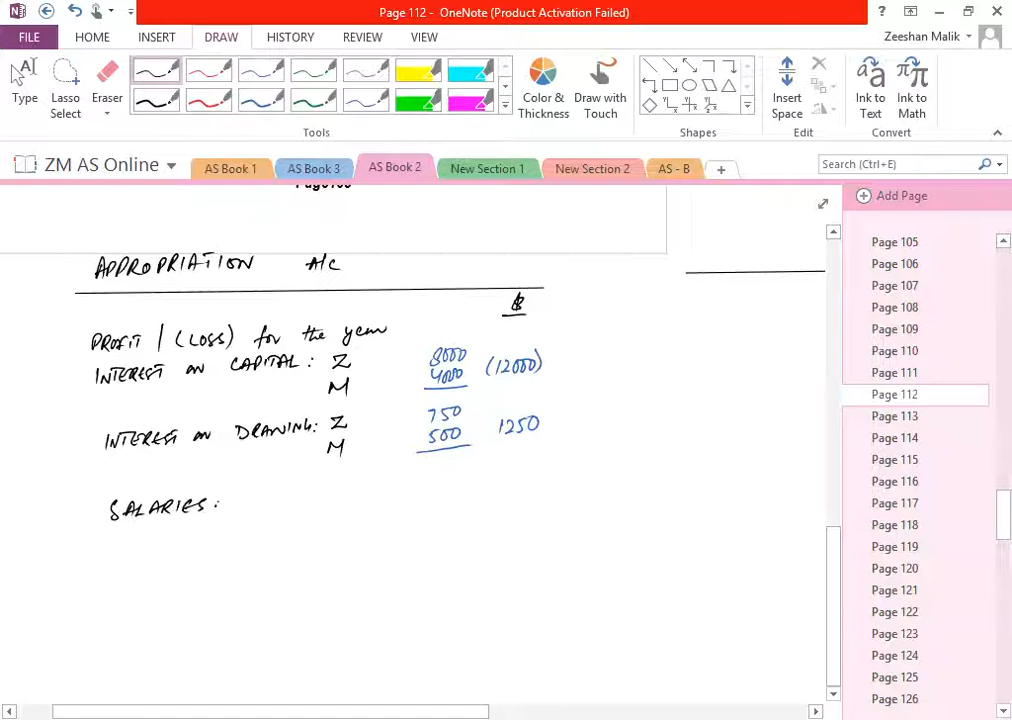 Page 112 - OneNote (Product Activation Failed)
?
FILE HOME INSERT DRAW HISTORY REVIEW VIEW
Zeeshan Malik
Type
Lasso Select
Eraser
Color & Thickness
Draw with Touch
Insert Space
Ink to Text
Ink to Math
Tools
Shapes
Edit
Convert
ZM AS Online
AS Book 1
AS Book 3
AS Book 2
New Section 1
New Section 2
AS - B
Search (Ctrl+E)
Add Page
APPROPRIATION A/C
$
PROFIT / (LOSS) for the year
INTEREST on CAPITAL: Z 8000
M 4000 (12000)
INTEREST on DRAWING: Z 750
M 500 1250
SALARIES:
Page 105
Page 106
Page 107
Page 108
Page 109
Page 110
Page 111
Page 112
Page 113
Page 114
Page 115
Page 116
Page 117
Page 118
Page 119
Page 120
Page 121
Page 122
Page 123
Page 124
Page 125
Page 126